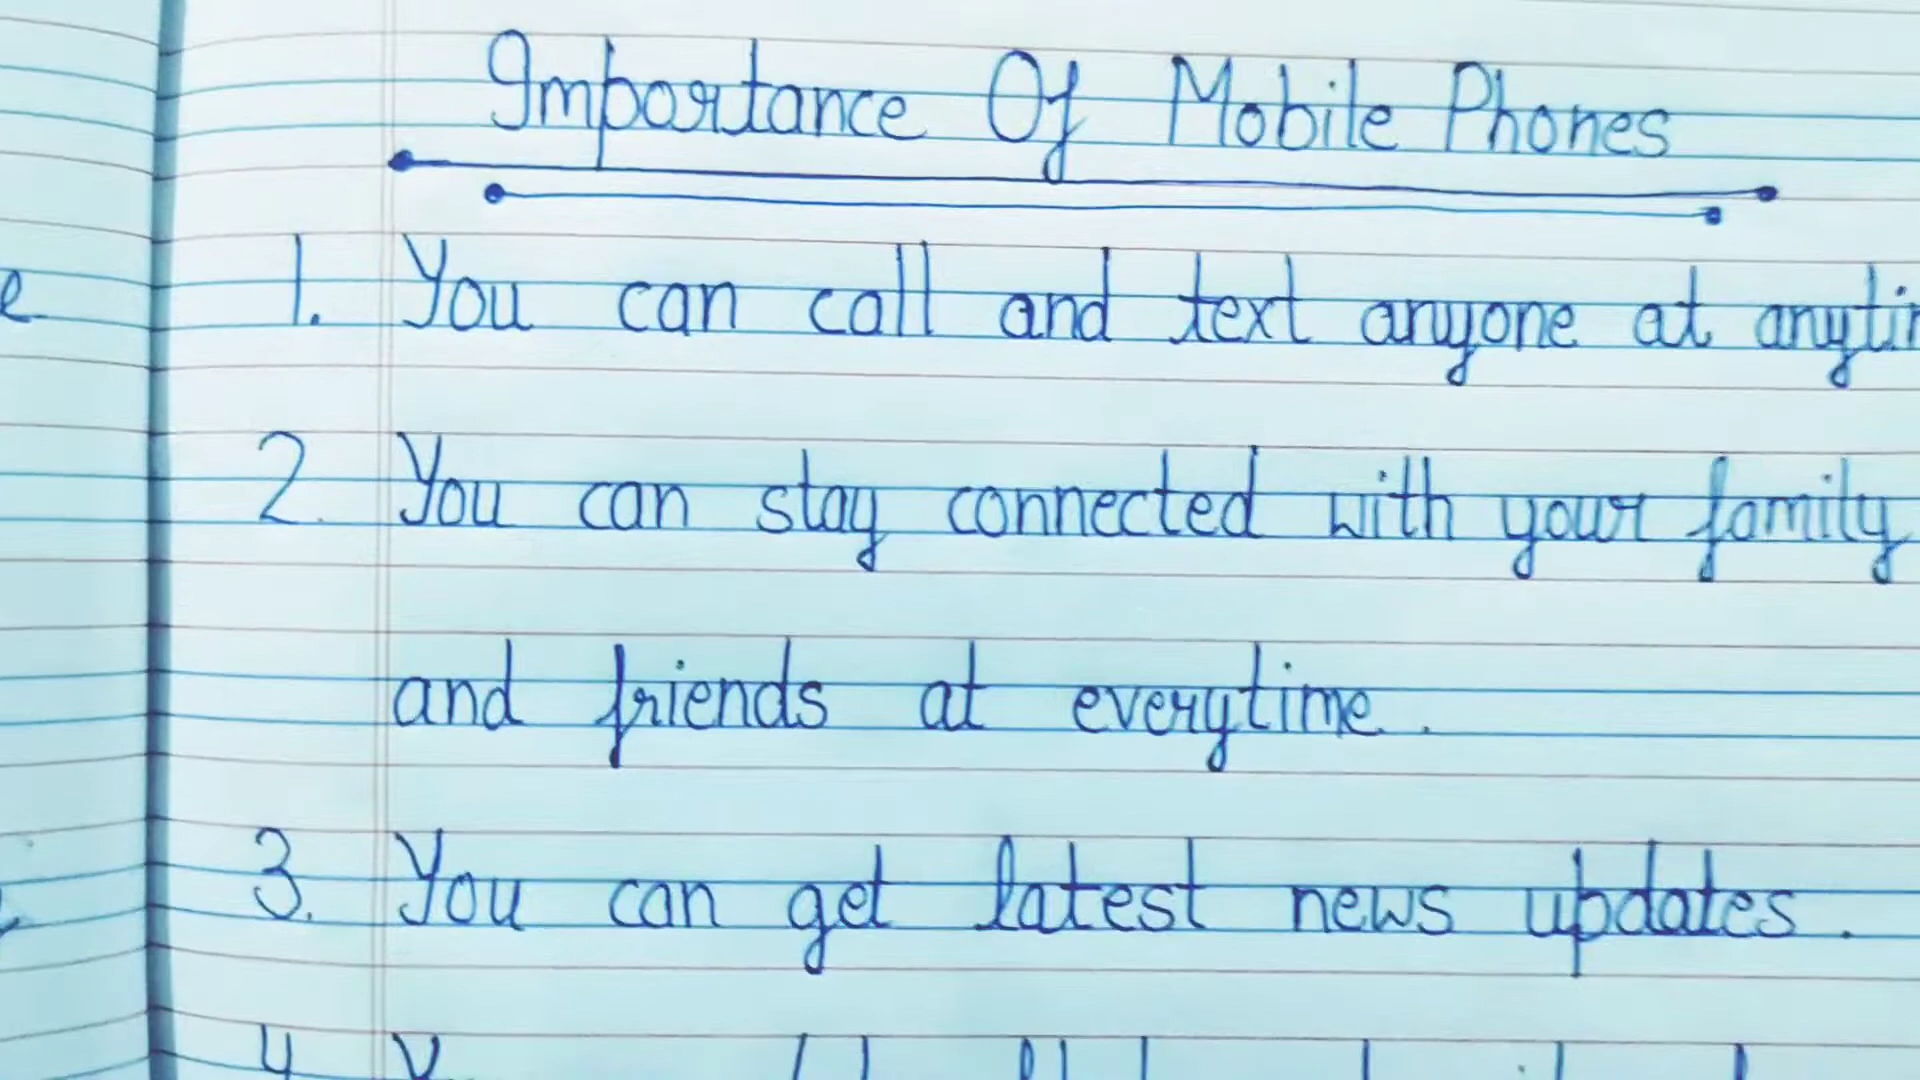 Importance Of Mobile Phones
1. You can call and text anyone at
2. You can stay connected with your family
and friends at everytime.
3. You can get latest news updates.
4.